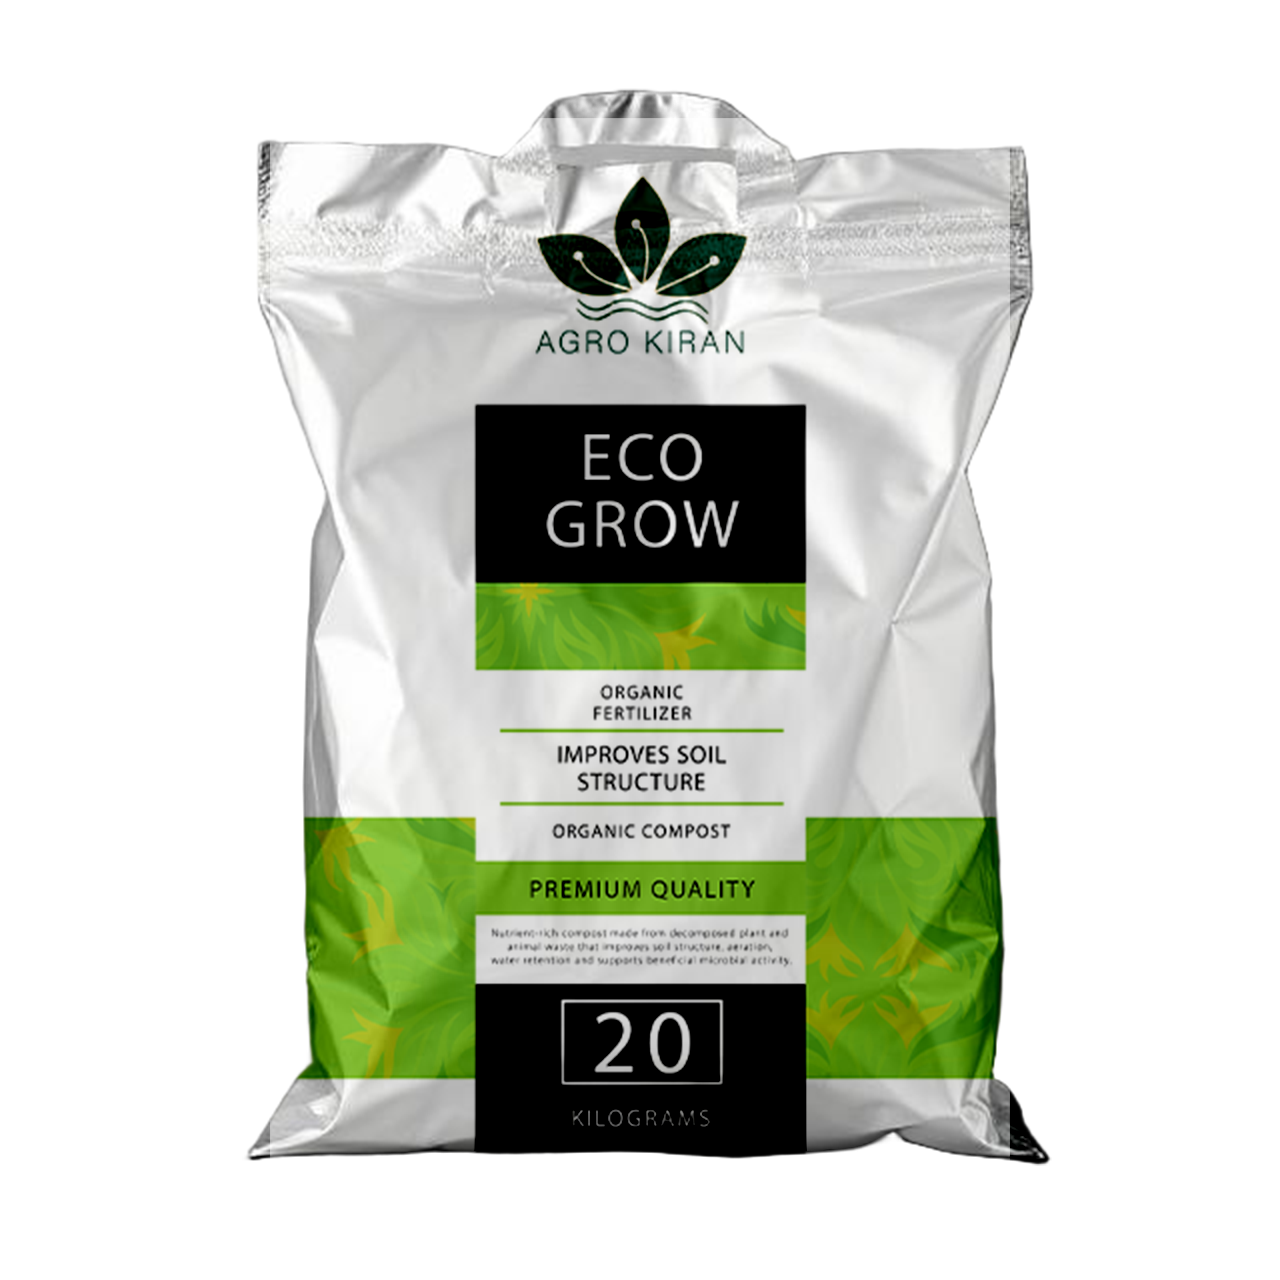 AGRO KIRAN
ECO
GROW
ORGANIC
FERTILIZER
IMPROVES SOIL
STRUCTURE
ORGANIC COMPOST
PREMIUM QUALITY
Nutrient-rich compost made from decomposed plant and
animal waste that improves soil structure, aeration,
water retention and supports beneficial microbial activity.
20
KILOGRAMS